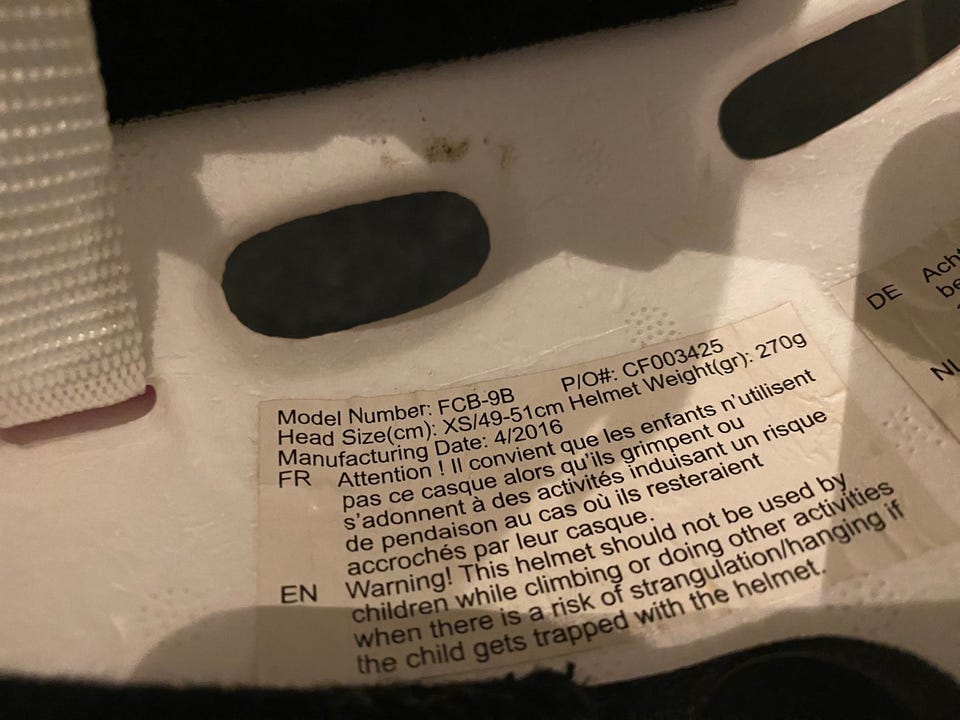 Model Number: FCB-9B P/O#: CF003425
Head Size(cm): XS/49-51cm Helmet Weight(gr): 270g
Manufacturing Date: 4/2016
FR Attention ! Il convient que les enfants n'utilisent
pas ce casque alors qu'ils grimpent ou
s'adonnent à des activités induisant un risque
de pendaison au cas où ils resteraient
accrochés par leur casque.
EN Warning! This helmet should not be used by
children while climbing or doing other activities
when there is a risk of strangulation/hanging if
the child gets trapped with the helmet.
DE
NL